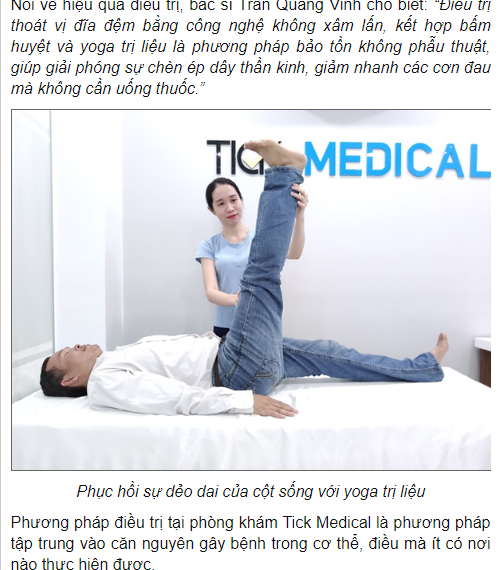 Nói về hiệu quả điều trị, bác sĩ Trần Quang Vinh cho biết: “Điều trị
thoát vị đĩa đệm bằng công nghệ không xâm lấn, kết hợp bấm
huyệt và yoga trị liệu là phương pháp bảo tồn không phẫu thuật,
giúp giải phóng sự chèn ép dây thần kinh, giảm nhanh các cơn đau
mà không cần uống thuốc.”
TICK MEDICAL
Phục hồi sự dẻo dai của cột sống với yoga trị liệu
Phương pháp điều trị tại phòng khám Tick Medical là phương pháp
tập trung vào căn nguyên gây bệnh trong cơ thể, điều mà ít có nơi
nào thực hiện được.